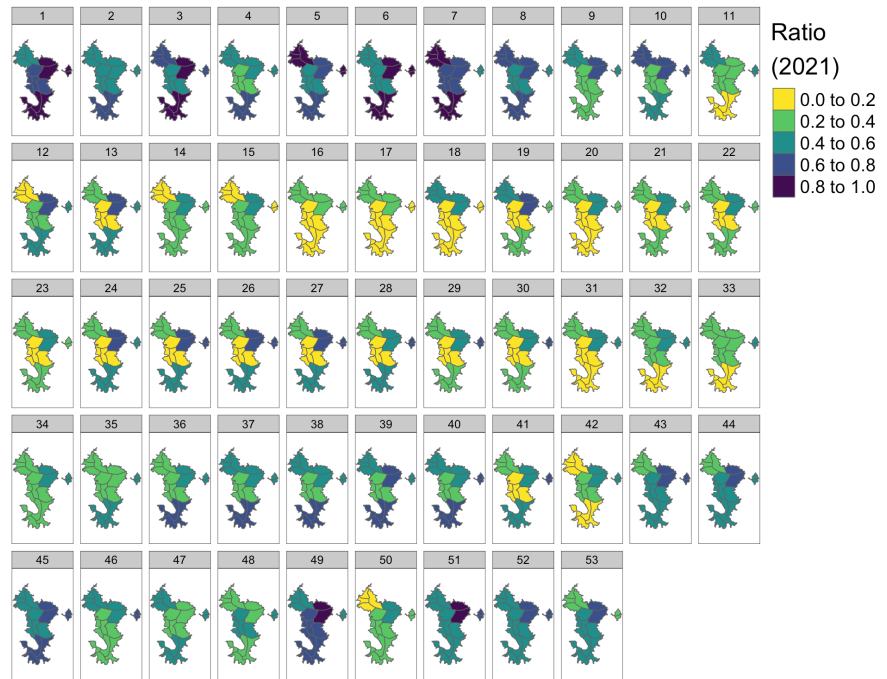 1 2 3 4 5 6 7 8 9 10 11
Ratio
(2021)
0.0 to 0.2
0.2 to 0.4
0.4 to 0.6
0.6 to 0.8
0.8 to 1.0
12 13 14 15 16 17 18 19 20 21 22
23 24 25 26 27 28 29 30 31 32 33
34 35 36 37 38 39 40 41 42 43 44
45 46 47 48 49 50 51 52 53